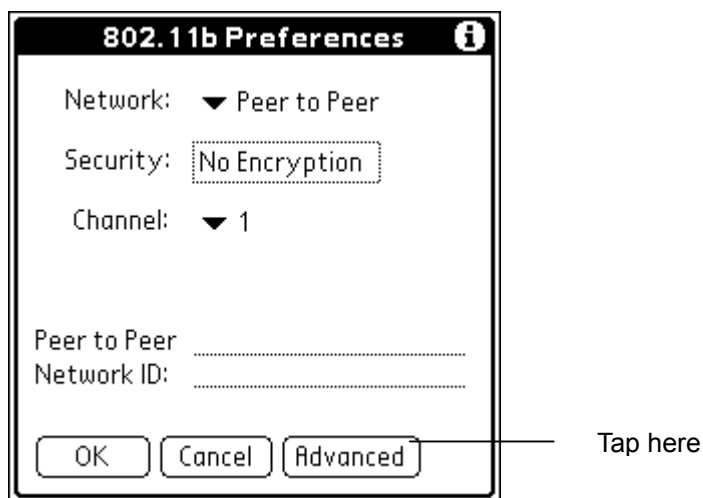 802.11b Preferences i
Network: Peer to Peer
Security: No Encryption
Channel: 1
Peer to Peer
Network ID:
OK Cancel Advanced Tap here